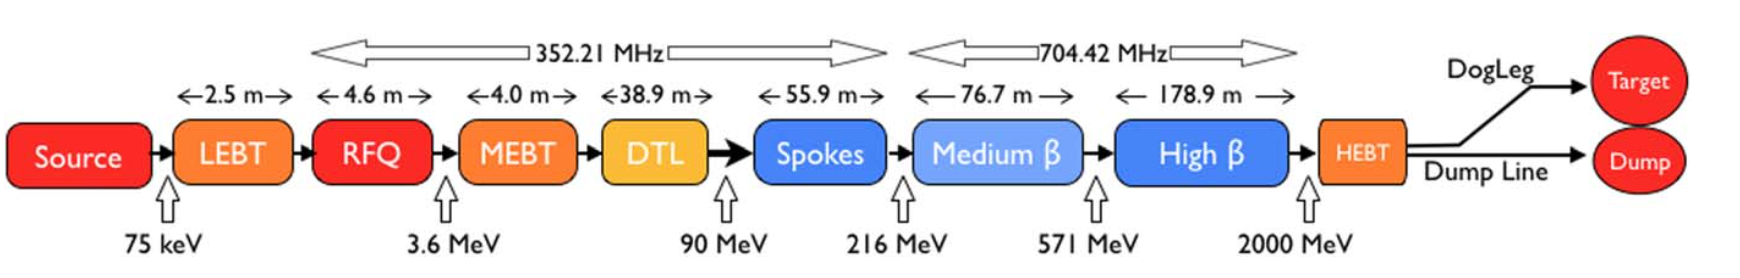 352.21 MHz
704.42 MHz
DogLeg
Target
2.5 m
4.6 m
4.0 m
38.9 m
55.9 m
76.7 m
178.9 m
Source
LEBT
RFQ
MEBT
DTL
Spokes
Medium β
High β
HEBT
Dump Line
Dump
75 keV
3.6 MeV
90 MeV
216 MeV
571 MeV
2000 MeV